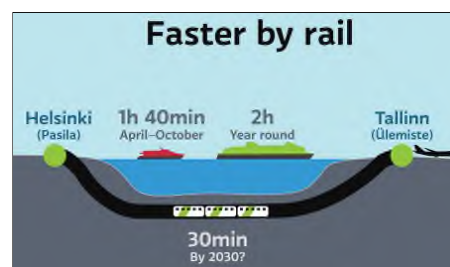 Faster by rail
Helsinki
(Pasila)
1h 40min
April–October
2h
Year round
Tallinn
(Ülemiste)
30min
By 2030?